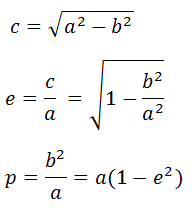 c = √(a² − b²)
e = c/a = √(1 − b²/a²)
p = b²/a = a(1 − e²)